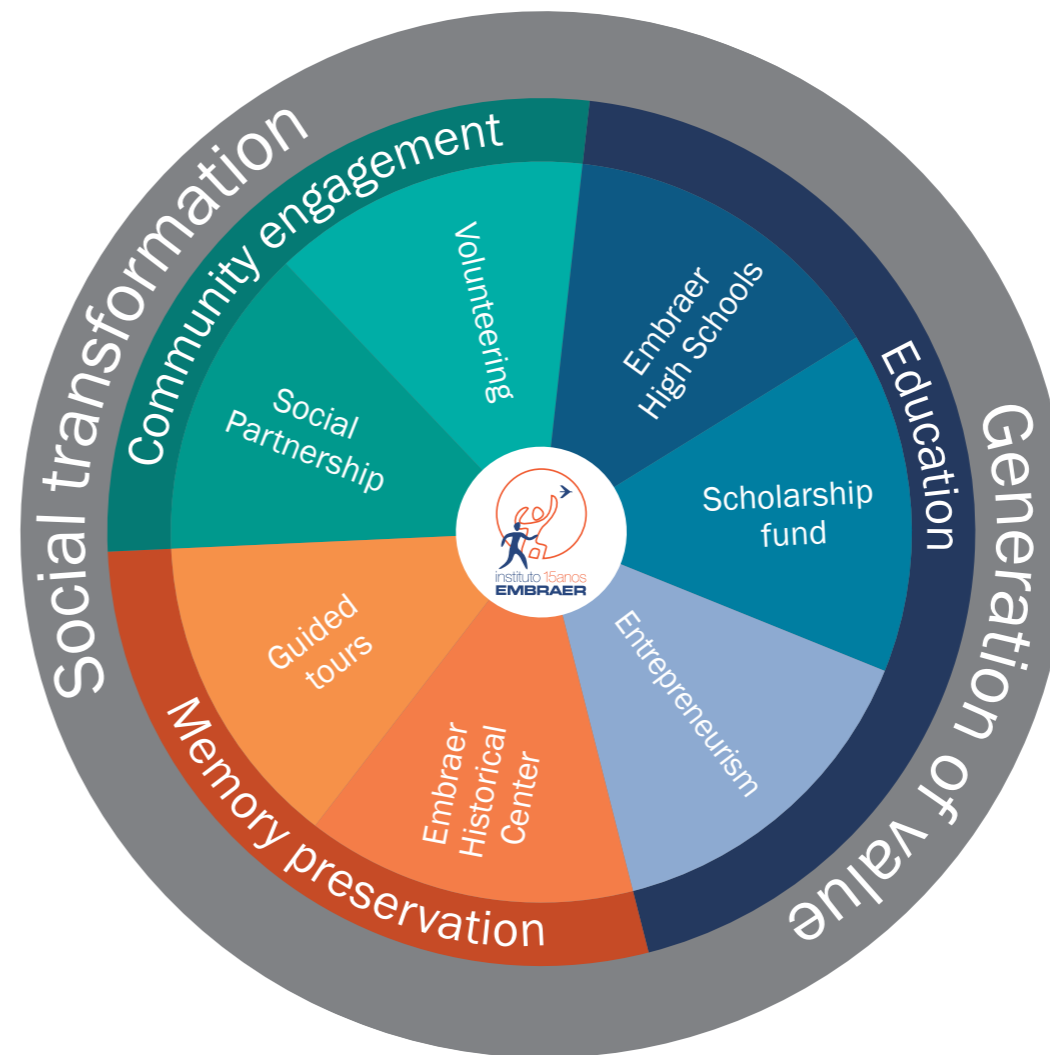 Social transformation
Generation of value
Community engagement
Education
Memory preservation
Volunteering
Embraer
High Schools
Scholarship
fund
Entrepreneurism
Embraer
Historical
Center
Guided
tours
Social
Partnership
instituto 15anos
EMBRAER